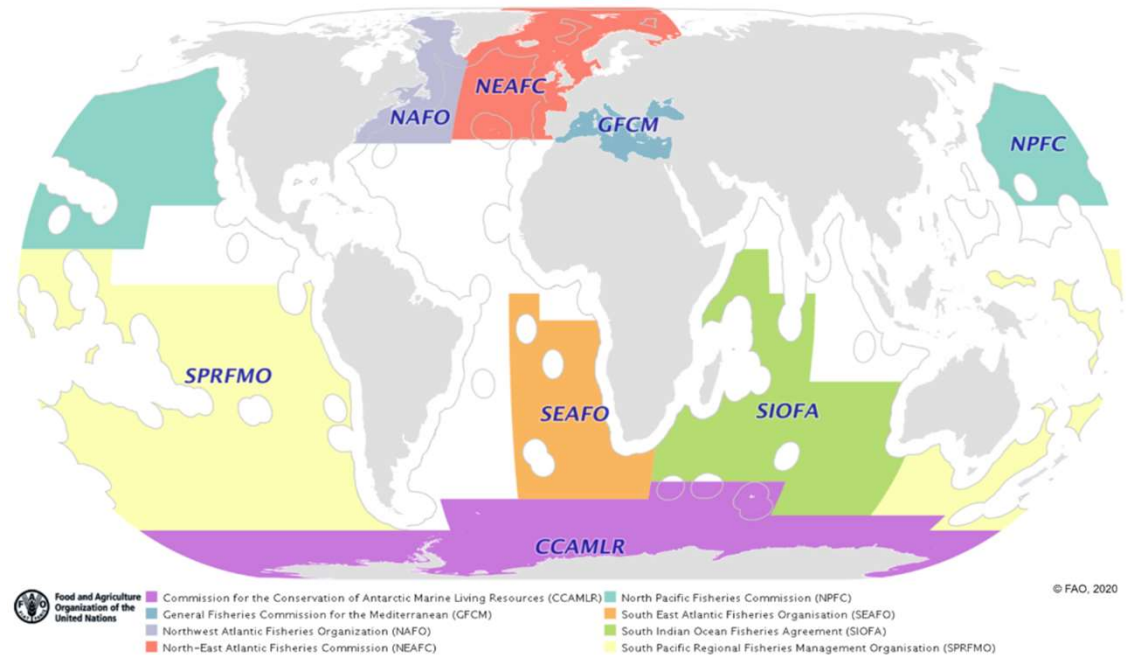 NEAFC
NAFO
GFCM
NPFC
SPRFMO
SEAFO
SIOFA
CCAMLR
© FAO, 2020
FAO
FIAT PANIS
Food and Agriculture
Organization of the
United Nations
Commission for the Conservation of Antarctic Marine Living Resources (CCAMLR)
General Fisheries Commission for the Mediterranean (GFCM)
Northwest Atlantic Fisheries Organization (NAFO)
North-East Atlantic Fisheries Commission (NEAFC)
North Pacific Fisheries Commission (NPFC)
South East Atlantic Fisheries Organisation (SEAFO)
South Indian Ocean Fisheries Agreement (SIOFA)
South Pacific Regional Fisheries Management Organisation (SPRFMO)